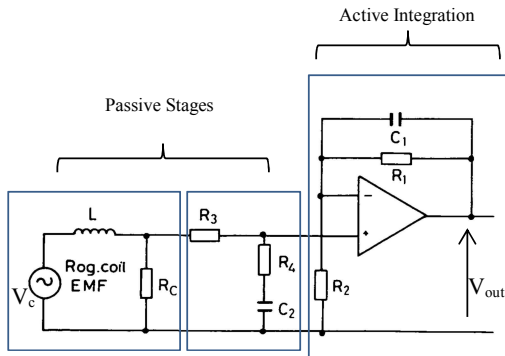 Active Integration
Passive Stages
C1
R1
L
R3
Rog.coil
EMF
Vc
RC
R4
C2
R2
−
+
Vout